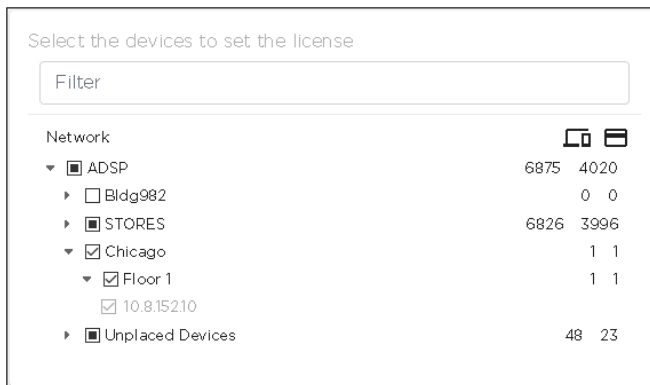 Select the devices to set the license
Filter
Network
ADSP 6875 4020
Bldg982 0 0
STORES 6826 3996
Chicago 1 1
Floor 1 1 1
10.8.152.10
Unplaced Devices 48 23